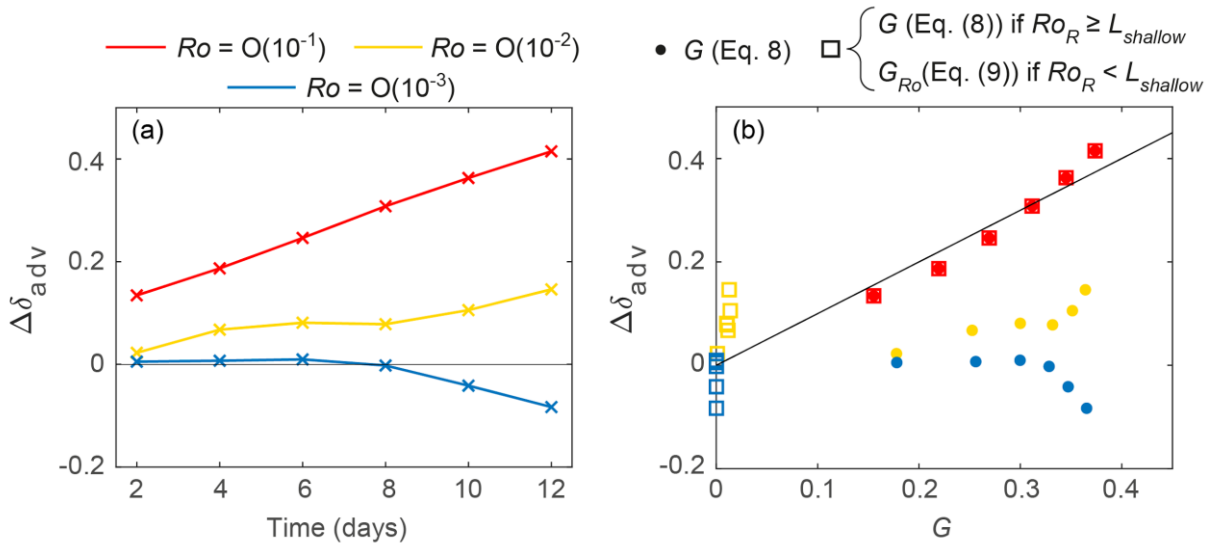 Ro = O(10⁻¹) Ro = O(10⁻²)
Ro = O(10⁻³)
G (Eq. 8)
G (Eq. (8)) if Ro_R ≥ L_shallow
G_Ro(Eq. (9)) if Ro_R < L_shallow
(a)
0.4
0.2
0
-0.2
Δδ_adv
2 4 6 8 10 12
Time (days)
(b)
0.4
0.2
0
-0.2
Δδ_adv
0 0.1 0.2 0.3 0.4
G